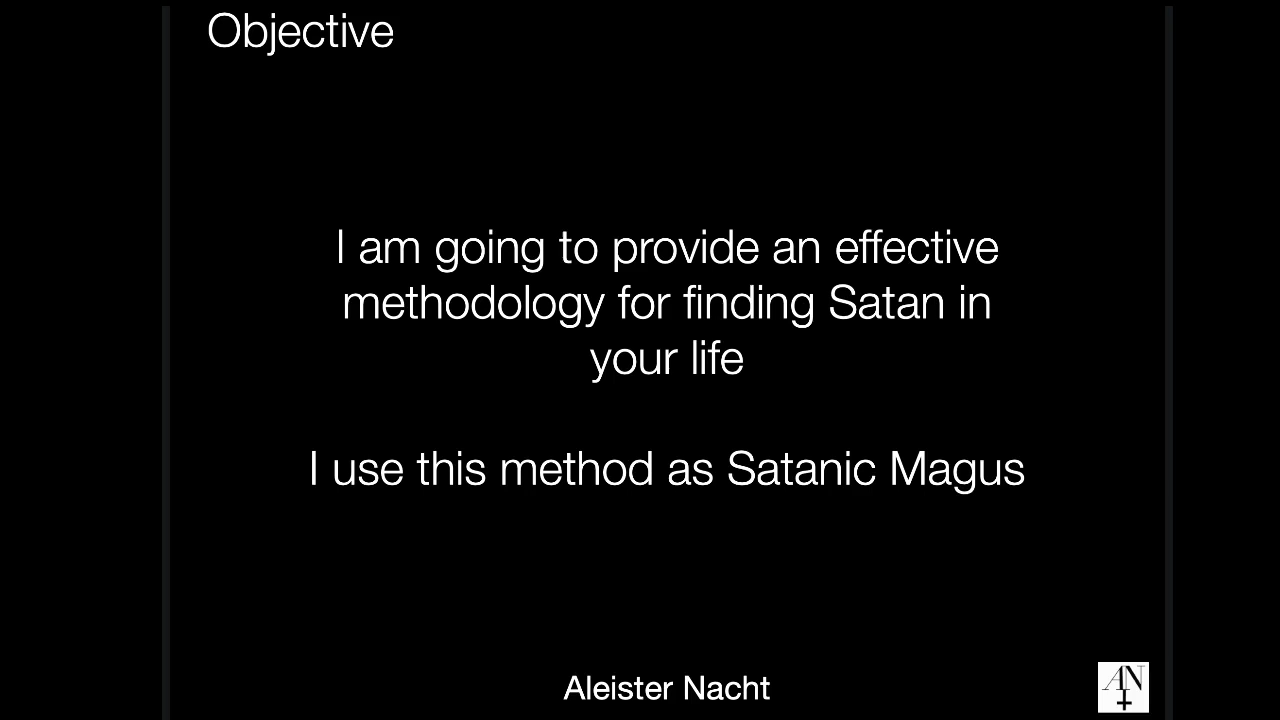 Objective
I am going to provide an effective
methodology for finding Satan in
your life
I use this method as Satanic Magus
Aleister Nacht
AN